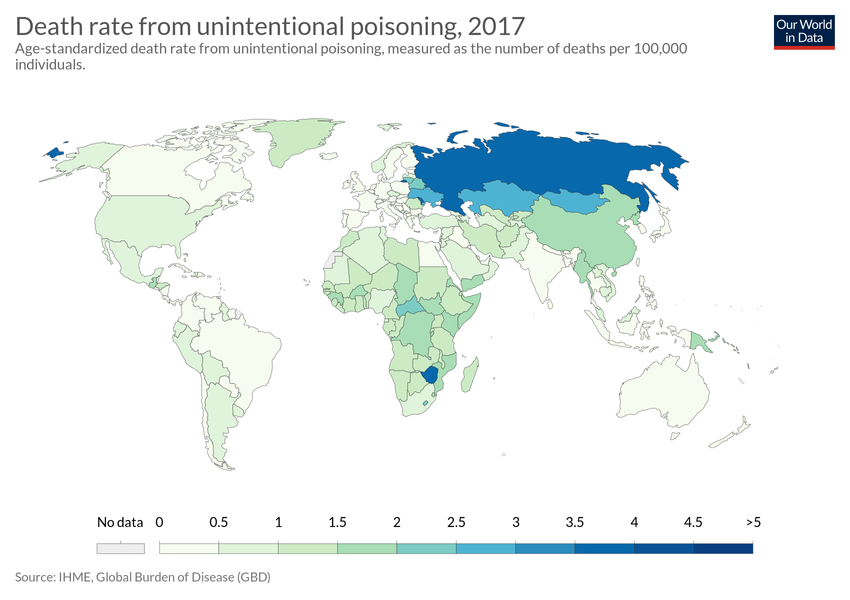 Death rate from unintentional poisoning, 2017
Our World
in Data
Age-standardized death rate from unintentional poisoning, measured as the number of deaths per 100,000
individuals.
No data 0 0.5 1 1.5 2 2.5 3 3.5 4 4.5 >5
Source: IHME, Global Burden of Disease (GBD)